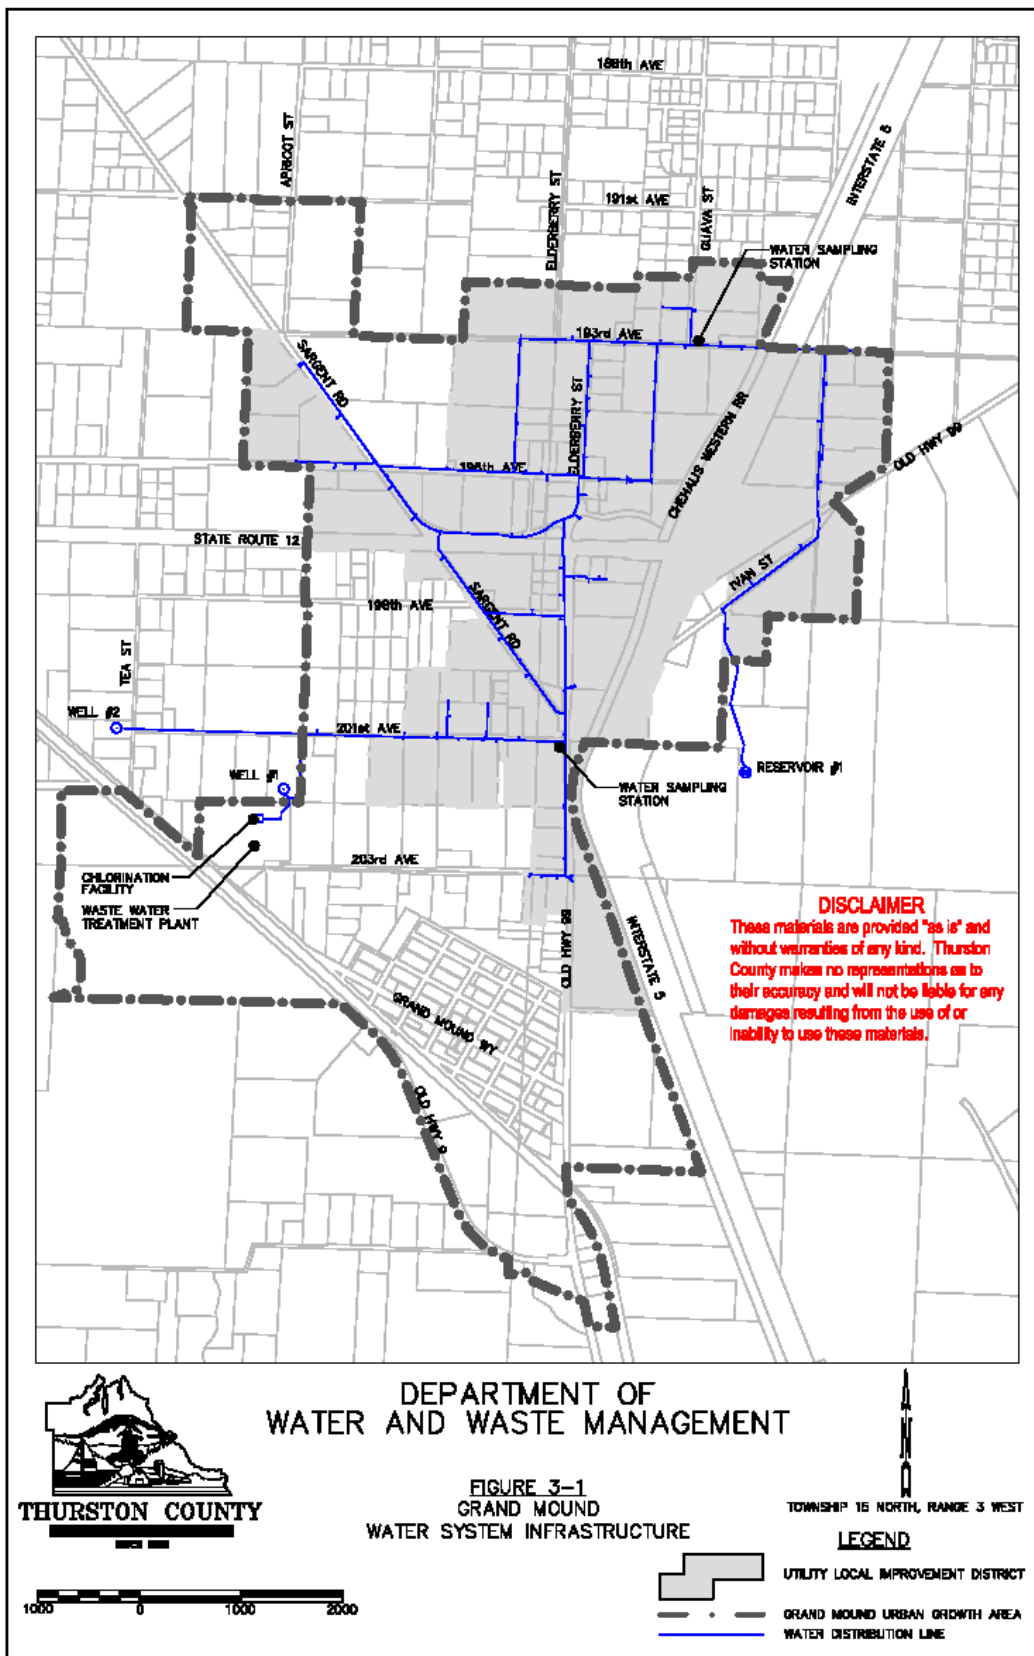 188th AVE
APRICOT ST
ELDERBERRY ST
191st AVE
GUAVA ST
INTERSTATE 5
WATER SAMPLING
STATION
193rd AVE
SARGENT RD
ELDERBERRY ST
CHEHALIS WESTERN RR
OLD HWY 99
196th AVE
STATE ROUTE 12
IVAN ST
198th AVE
SARGENT RD
TEA ST
WELL #2
201st AVE
WELL #1
RESERVOIR #1
WATER SAMPLING
STATION
203rd AVE
CHLORINATION
FACILITY
WASTE WATER
TREATMENT PLANT
OLD HWY 99
INTERSTATE 5
GRAND MOUND WY
OLD HWY 9
DISCLAIMER
These materials are provided "as is" and
without warranties of any kind. Thurston
County makes no representations as to
their accuracy and will not be liable for any
damages resulting from the use of or
inability to use these materials.
DEPARTMENT OF
WATER AND WASTE MANAGEMENT
THURSTON COUNTY
FIGURE 3-1
GRAND MOUND
WATER SYSTEM INFRASTRUCTURE
TOWNSHIP 15 NORTH, RANGE 3 WEST
LEGEND
UTILITY LOCAL IMPROVEMENT DISTRICT
GRAND MOUND URBAN GROWTH AREA
WATER DISTRIBUTION LINE
1000 0 1000 2000